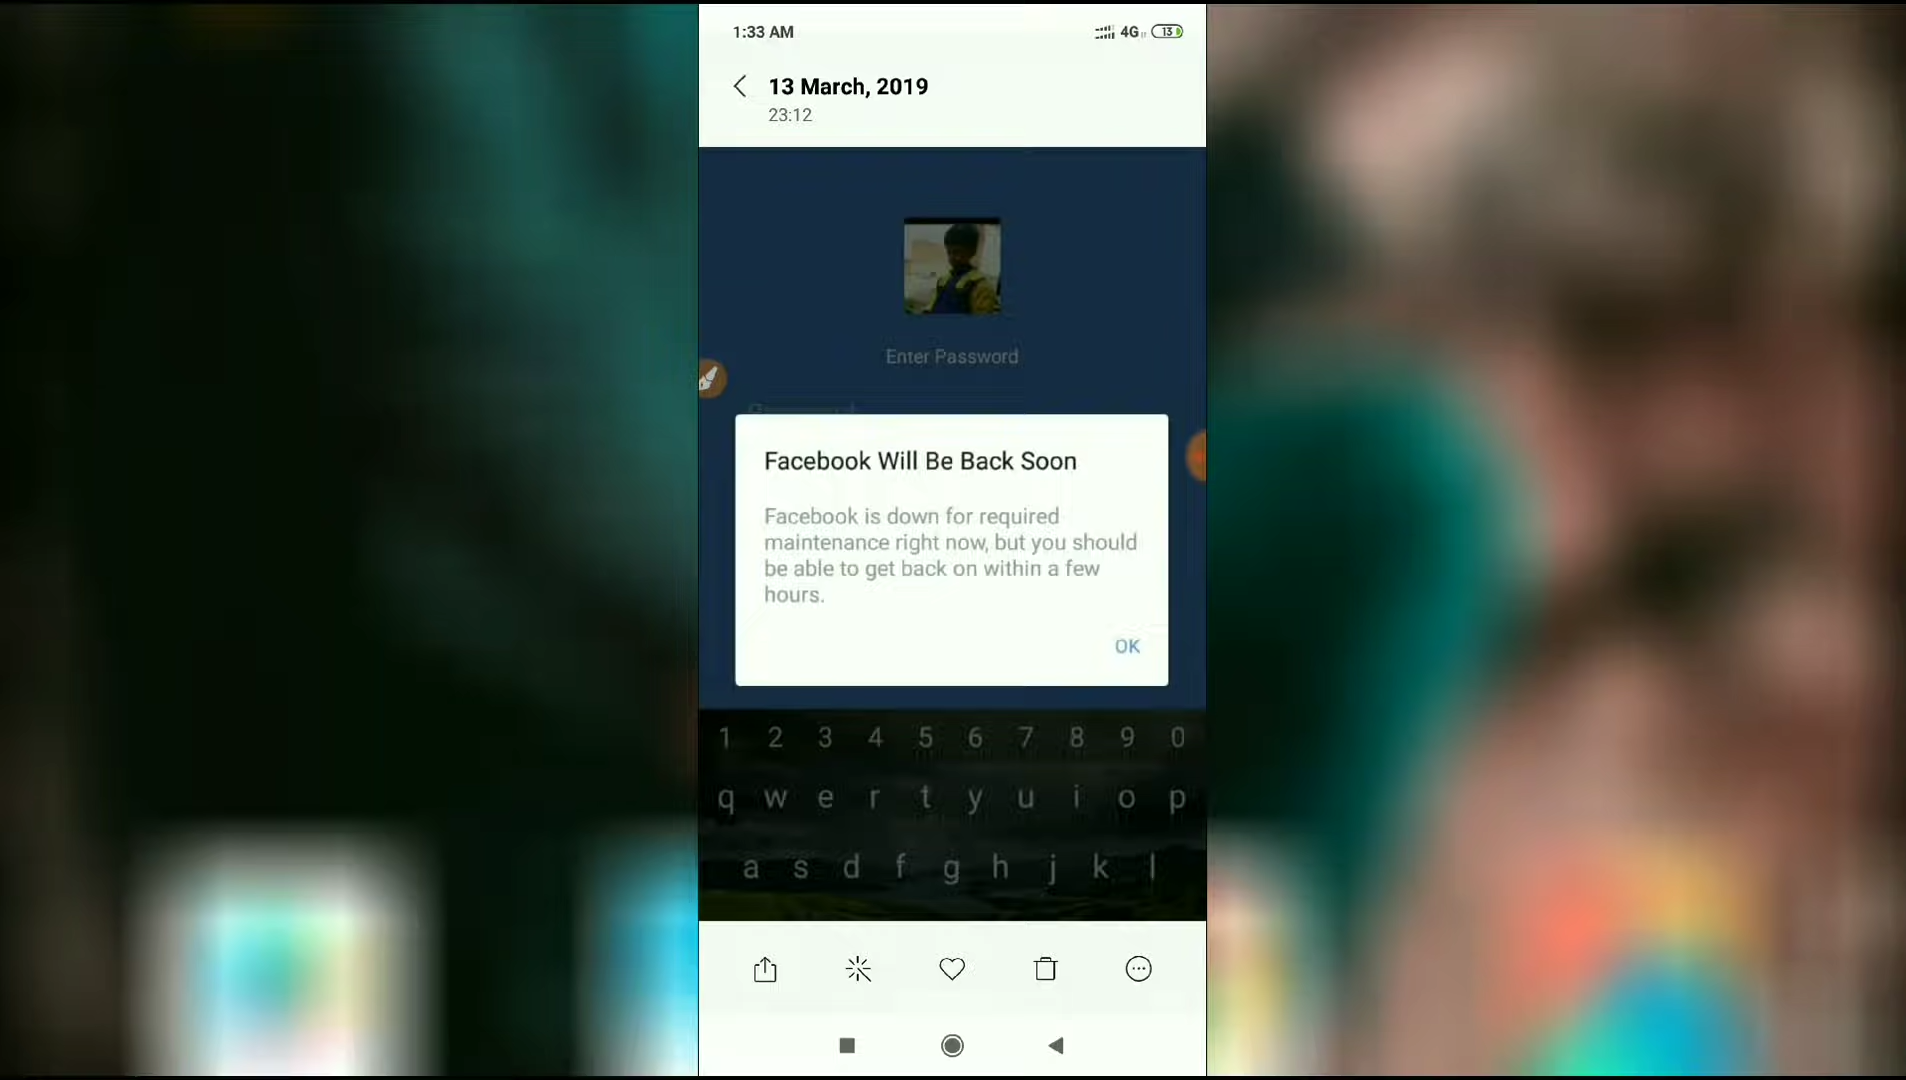 1:33 AM
4G
13
13 March, 2019
23:12
Enter Password
Facebook Will Be Back Soon
Facebook is down for required
maintenance right now, but you should
be able to get back on within a few
hours.
OK
1 2 3 4 5 6 7 8 9 0
q w e r t y u i o p
a s d f g h j k l